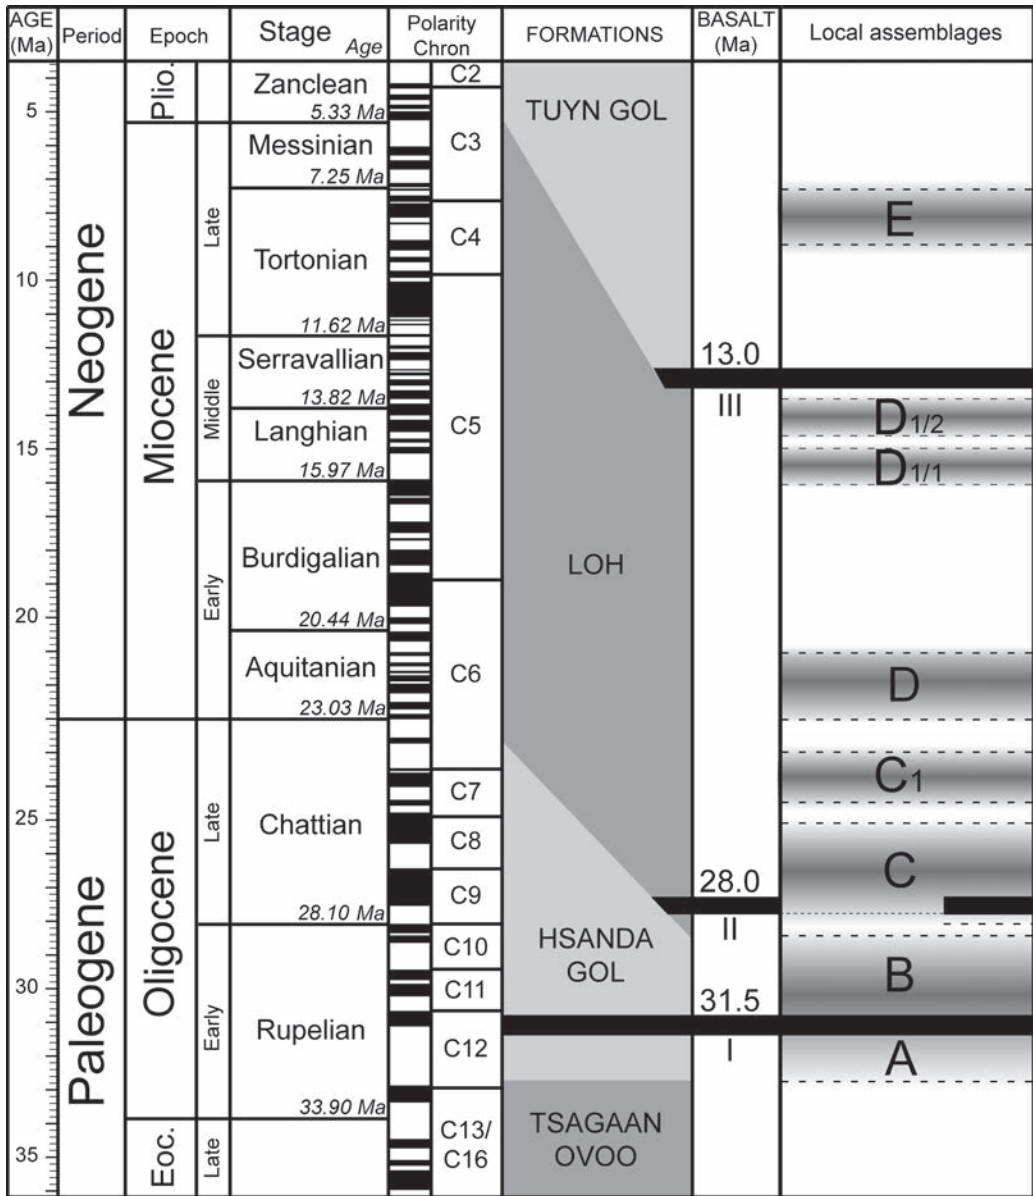 AGE
(Ma)
Period
Epoch
Stage
Age
Polarity
Chron
FORMATIONS
BASALT
(Ma)
Local assemblages
5
10
15
20
25
30
35
Neogene
Paleogene
Plio.
Miocene
Oligocene
Eoc.
Late
Middle
Early
Late
Early
Late
Zanclean
5.33 Ma
Messinian
7.25 Ma
Tortonian
11.62 Ma
Serravallian
13.82 Ma
Langhian
15.97 Ma
Burdigalian
20.44 Ma
Aquitanian
23.03 Ma
Chattian
28.10 Ma
Rupelian
33.90 Ma
C2
C3
C4
C5
C6
C7
C8
C9
C10
C11
C12
C13/
C16
TUYN GOL
LOH
HSANDA
GOL
TSAGAAN
OVOO
13.0
III
28.0
II
31.5
I
E
D1/2
D1/1
D
C1
C
B
A